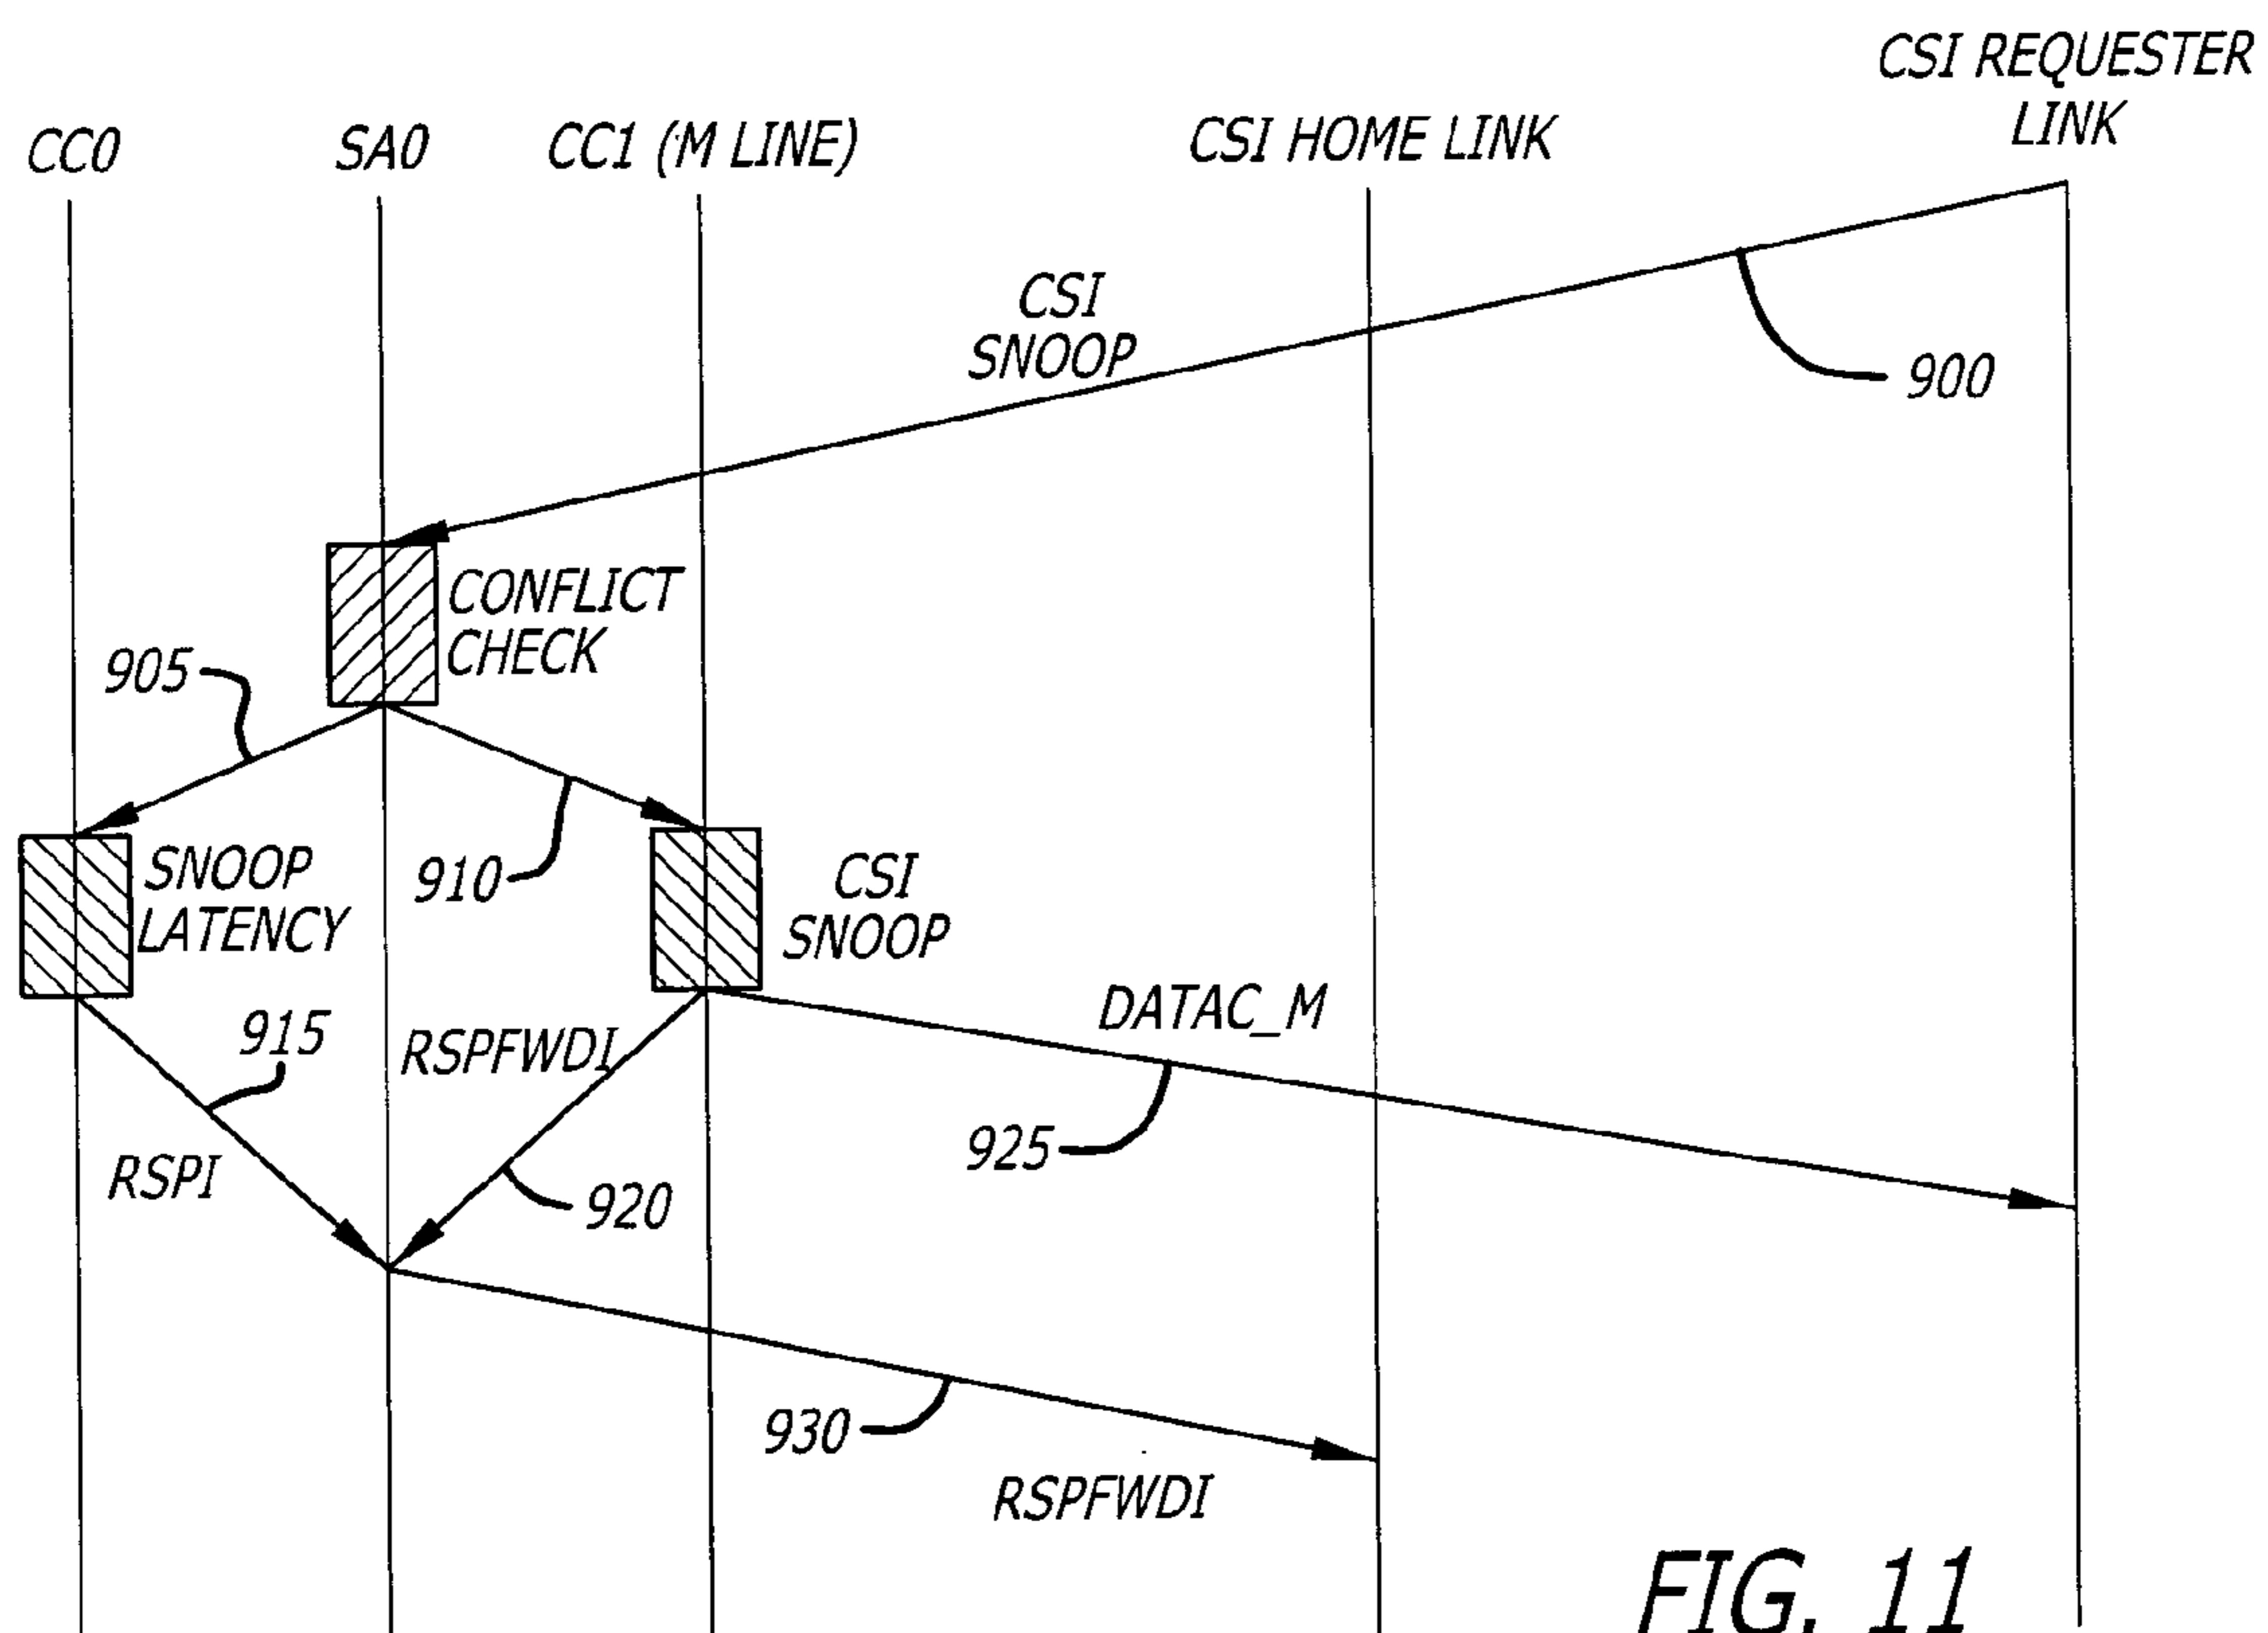 CSI REQUESTER
LINK
CC0
SA0
CC1 (M LINE)
CSI HOME LINK
CSI
SNOOP
900
CONFLICT
CHECK
905
SNOOP
LATENCY
910
CSI
SNOOP
915
RSPFWDI
DATAC_M
RSPI
920
925
930
RSPFWDI
FIG. 11